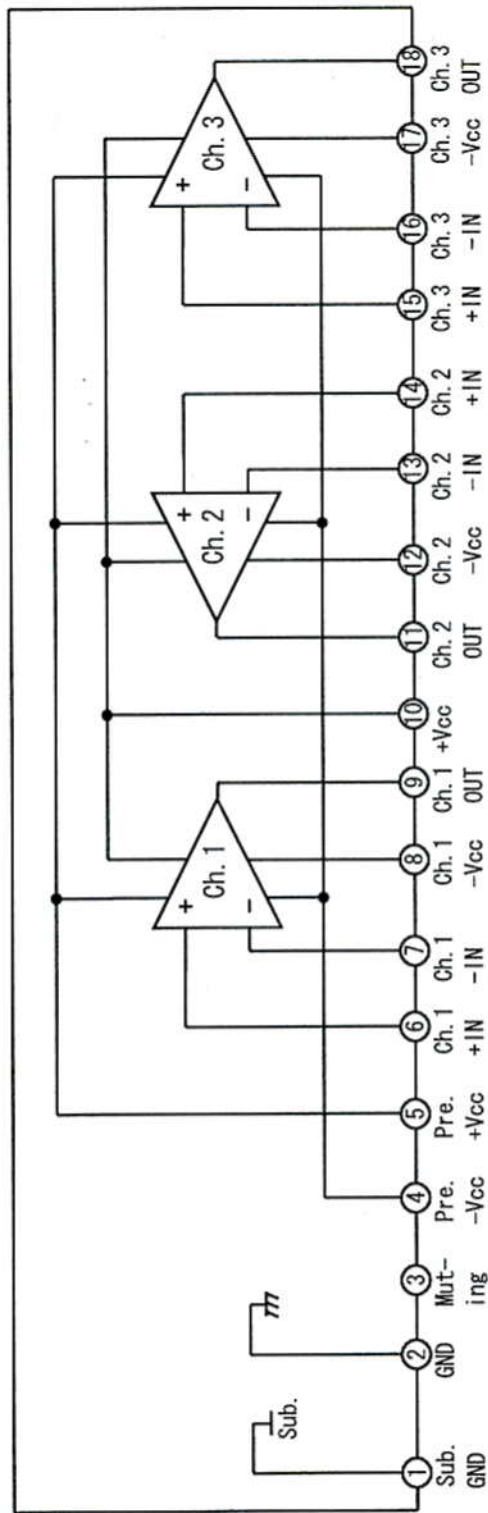 Ch. 1
+
-
Ch. 2
+
-
Ch. 3
+
-
Sub.
1
Sub.
GND
2
GND
3
Mut-
ing
4
Pre.
-Vcc
5
Pre.
+Vcc
6
Ch. 1
+IN
7
Ch. 1
-IN
8
Ch. 1
-Vcc
9
Ch. 1
OUT
10
+Vcc
11
Ch. 2
OUT
12
Ch. 2
-Vcc
13
Ch. 2
-IN
14
Ch. 2
+IN
15
Ch. 3
+IN
16
Ch. 3
-IN
17
Ch. 3
-Vcc
18
Ch. 3
OUT